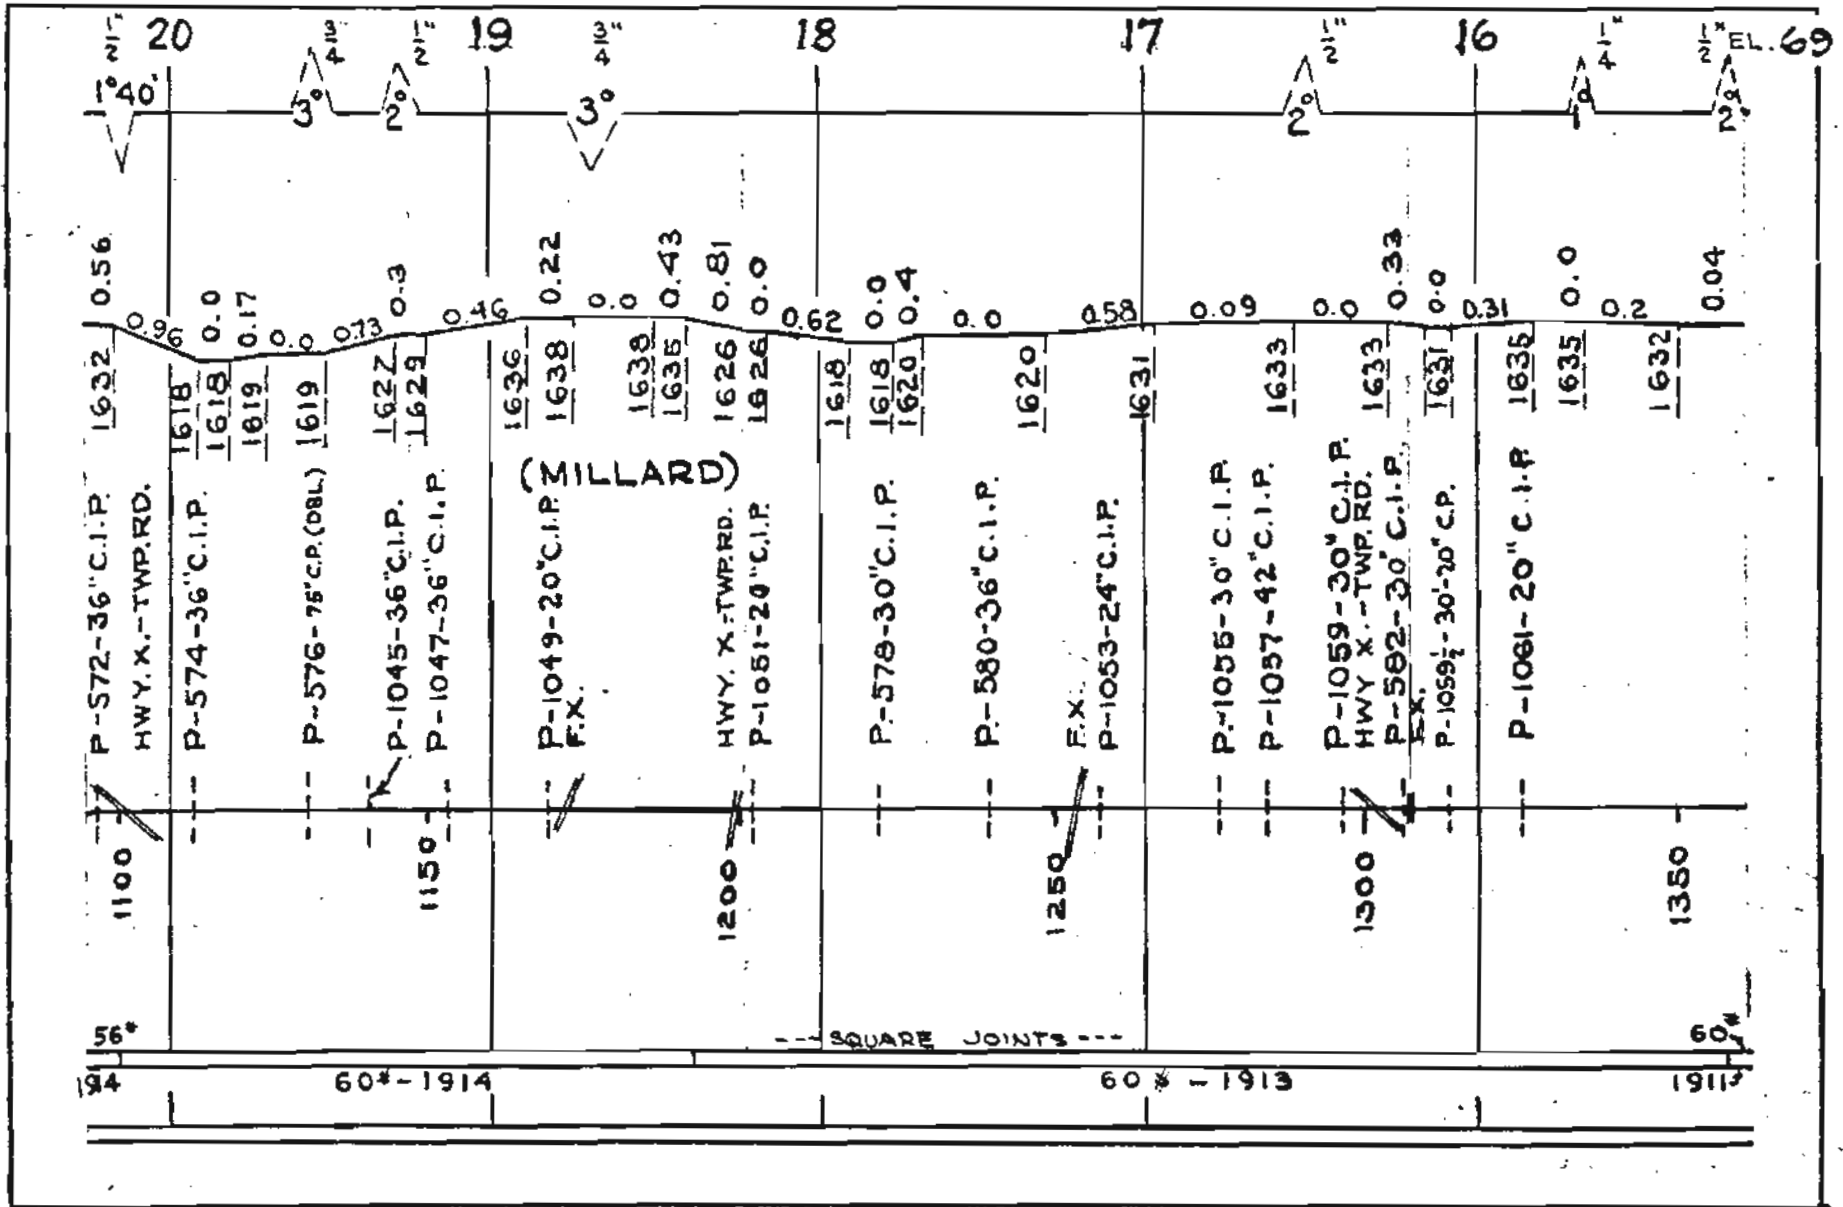 1/2" 20 3/4" 1/2" 19 3/4" 18 17 1/2" 16 1/4" 1/2" EL. 69
1°40' 3° 2° 3° 2° 1° 2°
0.56 0.96 0.0 0.17 0.0 0.73 0.3 0.46 0.22 0.0 0.43 0.81 0.0 0.62 0.0 0.4 0.0 0.58 0.09 0.0 0.33 0.0 0.31 0.0 0.2 0.04
1632 1618 1618 1619 1619 1627 1629 1636 1638 1638 1635 1626 1626 1618 1618 1620 1620 1631 1633 1633 1631 1635 1635 1632
(MILLARD)
P-572-36"C.I.P.
HWY. X.-TWP.RD.
P-574-36"C.I.P.
P-576-75"C.P.(DBL.)
P-1045-36"C.I.P.
P-1047-36"C.I.P.
P-1049-20"C.I.P.
F.X.
HWY. X.-TWP.RD.
P-1051-20"C.I.P.
P-578-30"C.I.P.
P-580-36"C.I.P.
F.X.
P-1053-24"C.I.P.
P-1055-30"C.I.P.
P-1057-42"C.I.P.
P-1059-30"C.I.P.
HWY X.-TWP.RD.
P-582-30"C.I.P.
F.X.
P-1059½-30'-20" C.P.
P-1061-20"C.I.P.
1100 1150 1200 1250 1300 1350
56# ---SQUARE JOINTS--- 60#
60#-1914 60#-1913 1911